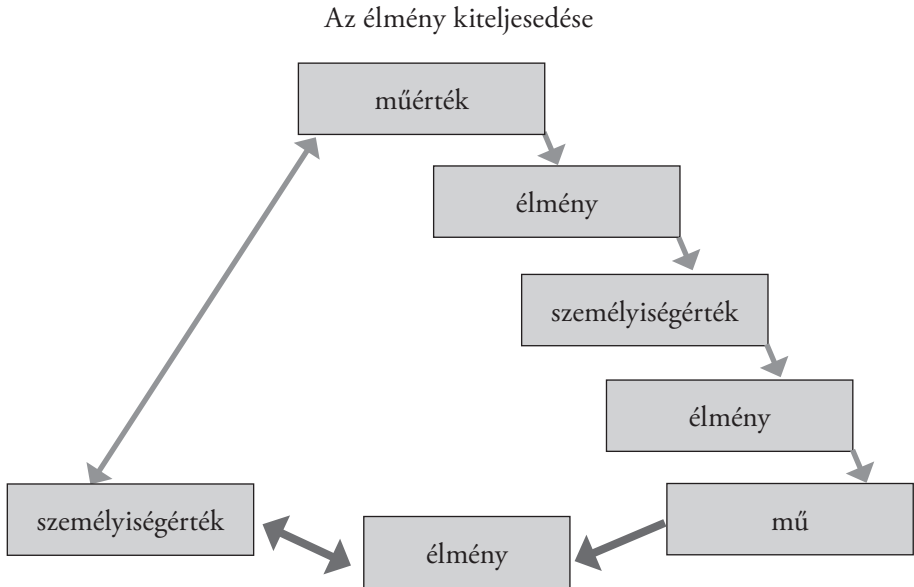 Az élmény kiteljesedése
műérték
élmény
személyiségérték
élmény
személyiségérték
élmény
mű